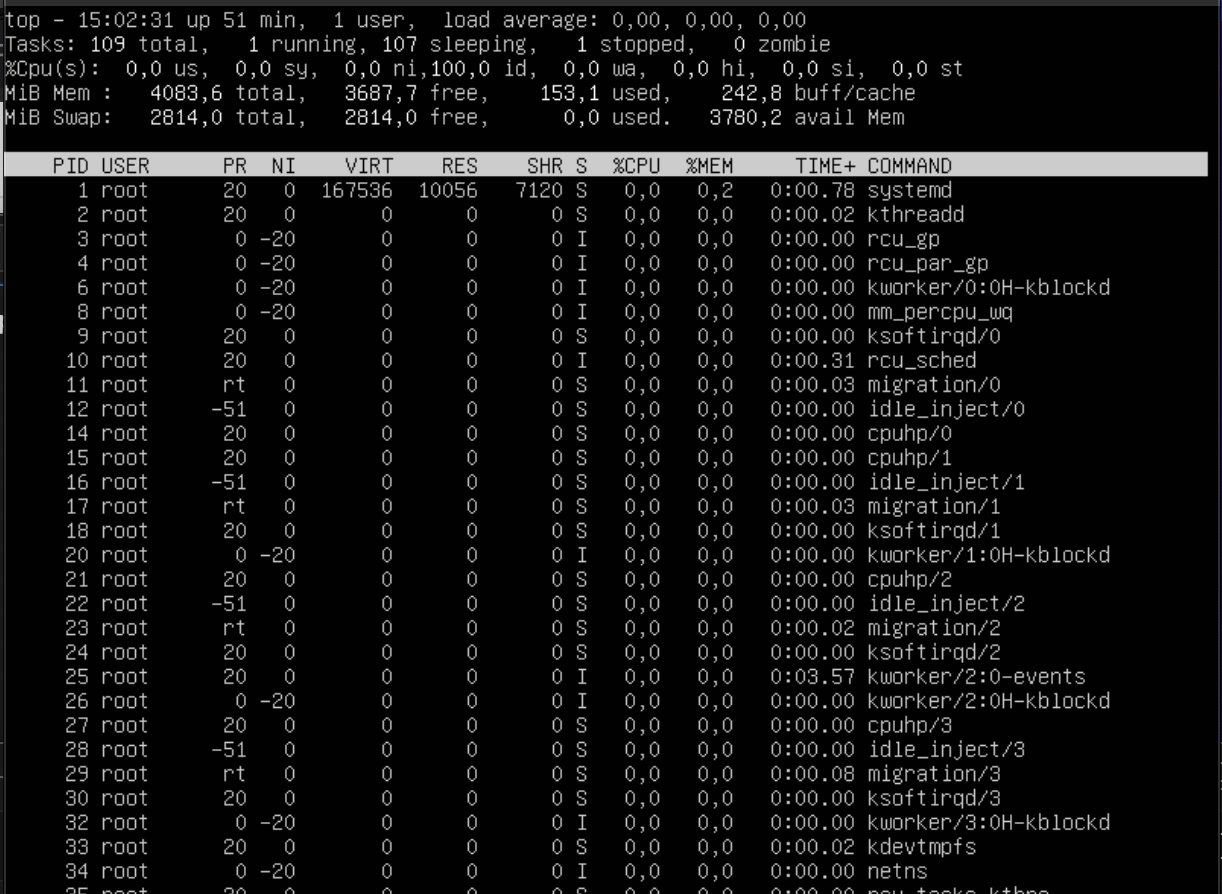 top - 15:02:31 up 51 min,  1 user,  load average: 0,00, 0,00, 0,00
Tasks: 109 total,   1 running, 107 sleeping,   1 stopped,   0 zombie
%Cpu(s):  0,0 us,  0,0 sy,  0,0 ni,100,0 id,  0,0 wa,  0,0 hi,  0,0 si,  0,0 st
MiB Mem :   4083,6 total,   3687,7 free,    153,1 used,    242,8 buff/cache
MiB Swap:   2814,0 total,   2814,0 free,      0,0 used.   3780,2 avail Mem
PID USER      PR  NI    VIRT    RES    SHR S  %CPU  %MEM     TIME+ COMMAND
1 root      20   0  167536  10056   7120 S   0,0   0,2   0:00.78 systemd
2 root      20   0       0      0      0 S   0,0   0,0   0:00.02 kthreadd
3 root       0 -20       0      0      0 I   0,0   0,0   0:00.00 rcu_gp
4 root       0 -20       0      0      0 I   0,0   0,0   0:00.00 rcu_par_gp
6 root       0 -20       0      0      0 I   0,0   0,0   0:00.00 kworker/0:0H-kblockd
8 root       0 -20       0      0      0 I   0,0   0,0   0:00.00 mm_percpu_wq
9 root      20   0       0      0      0 S   0,0   0,0   0:00.00 ksoftirqd/0
10 root      20   0       0      0      0 I   0,0   0,0   0:00.31 rcu_sched
11 root      rt   0       0      0      0 S   0,0   0,0   0:00.03 migration/0
12 root     -51   0       0      0      0 S   0,0   0,0   0:00.00 idle_inject/0
14 root      20   0       0      0      0 S   0,0   0,0   0:00.00 cpuhp/0
15 root      20   0       0      0      0 S   0,0   0,0   0:00.00 cpuhp/1
16 root     -51   0       0      0      0 S   0,0   0,0   0:00.00 idle_inject/1
17 root      rt   0       0      0      0 S   0,0   0,0   0:00.03 migration/1
18 root      20   0       0      0      0 S   0,0   0,0   0:00.00 ksoftirqd/1
20 root       0 -20       0      0      0 I   0,0   0,0   0:00.00 kworker/1:0H-kblockd
21 root      20   0       0      0      0 S   0,0   0,0   0:00.00 cpuhp/2
22 root     -51   0       0      0      0 S   0,0   0,0   0:00.00 idle_inject/2
23 root      rt   0       0      0      0 S   0,0   0,0   0:00.02 migration/2
24 root      20   0       0      0      0 S   0,0   0,0   0:00.00 ksoftirqd/2
25 root      20   0       0      0      0 I   0,0   0,0   0:03.57 kworker/2:0-events
26 root       0 -20       0      0      0 I   0,0   0,0   0:00.00 kworker/2:0H-kblockd
27 root      20   0       0      0      0 S   0,0   0,0   0:00.00 cpuhp/3
28 root     -51   0       0      0      0 S   0,0   0,0   0:00.00 idle_inject/3
29 root      rt   0       0      0      0 S   0,0   0,0   0:00.08 migration/3
30 root      20   0       0      0      0 S   0,0   0,0   0:00.00 ksoftirqd/3
32 root       0 -20       0      0      0 I   0,0   0,0   0:00.00 kworker/3:0H-kblockd
33 root      20   0       0      0      0 S   0,0   0,0   0:00.02 kdevtmpfs
34 root       0 -20       0      0      0 I   0,0   0,0   0:00.00 netns